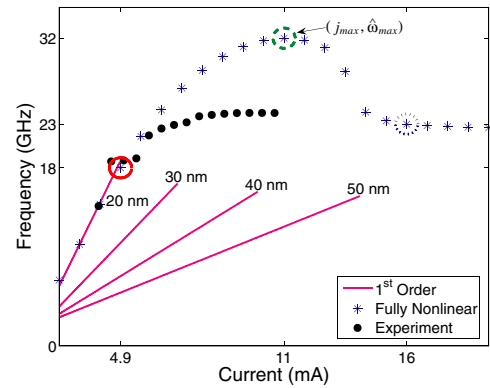 (j_max, ω̂_max)
32
23
18
Frequency (GHz)
20 nm
30 nm
40 nm
50 nm
1st Order
Fully Nonlinear
Experiment
4.9
11
16
Current (mA)